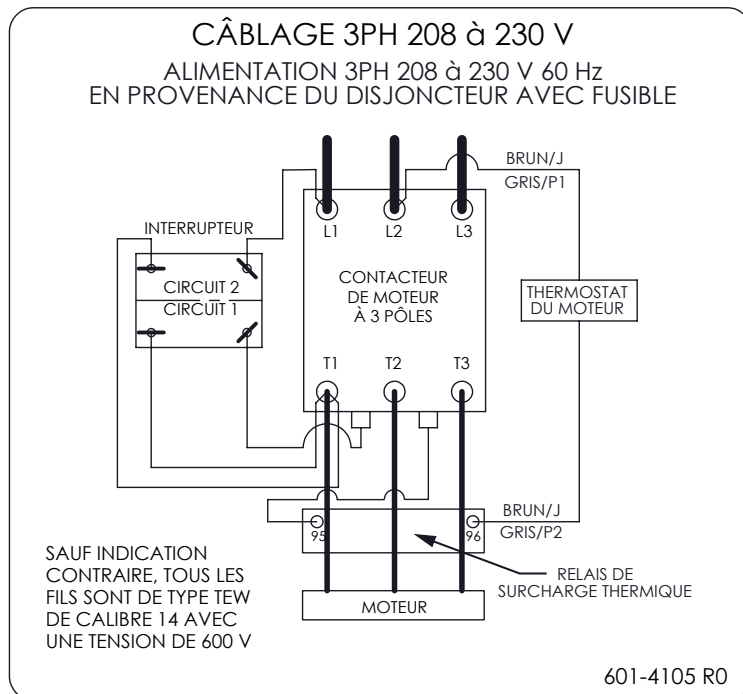 CÂBLAGE 3PH 208 à 230 V
ALIMENTATION 3PH 208 à 230 V 60 Hz
EN PROVENANCE DU DISJONCTEUR AVEC FUSIBLE
BRUN/J
GRIS/P1
L1
L2
L3
INTERRUPTEUR
CIRCUIT 2
CIRCUIT 1
CONTACTEUR
DE MOTEUR
À 3 PÔLES
THERMOSTAT
DU MOTEUR
T1
T2
T3
BRUN/J
GRIS/P2
95
96
SAUF INDICATION
CONTRAIRE, TOUS LES
FILS SONT DE TYPE TEW
DE CALIBRE 14 AVEC
UNE TENSION DE 600 V
RELAIS DE
SURCHARGE THERMIQUE
MOTEUR
601-4105 R0